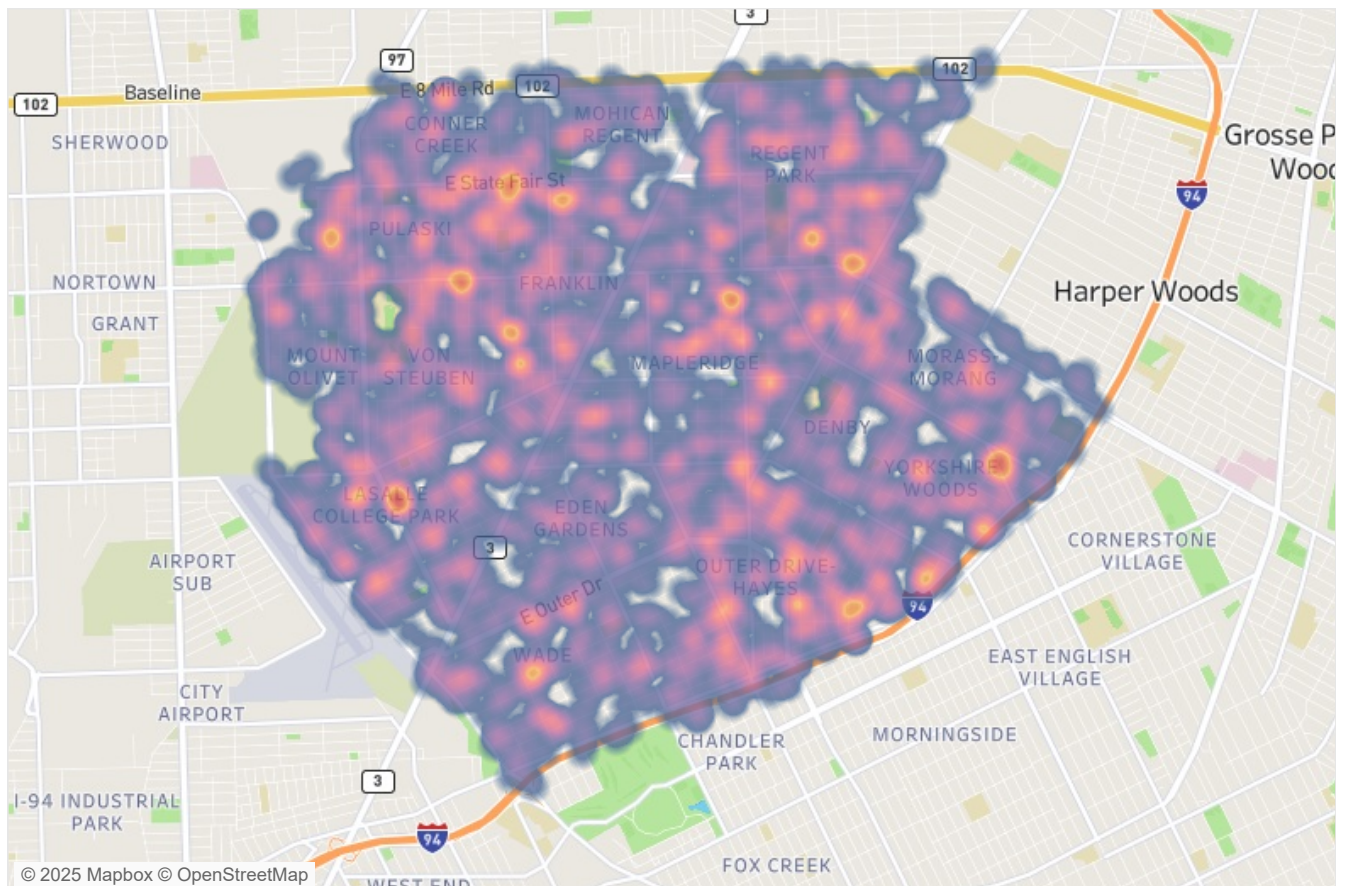 3
97
102
E 8 Mile Rd
102
Baseline
102
MOHICAN
REGENT
CONNER
CREEK
SHERWOOD
Grosse P
Wood
REGENT
PARK
E State Fair St
94
PULASKI
NORTOWN
FRANKLIN
Harper Woods
GRANT
MOUNT
OLIVET
VON
STEUBEN
MAPLERIDGE
MORASS-
MORANG
DENBY
YORKSHIRE
WOODS
LASALLE
COLLEGE PARK
EDEN
GARDENS
3
CORNERSTONE
VILLAGE
AIRPORT
SUB
OUTER DRIVE-
HAYES
E Outer Dr
94
WADE
EAST ENGLISH
VILLAGE
CITY
AIRPORT
CHANDLER
PARK
MORNINGSIDE
3
I-94 INDUSTRIAL
PARK
94
FOX CREEK
© 2025 Mapbox © OpenStreetMap
WEST END